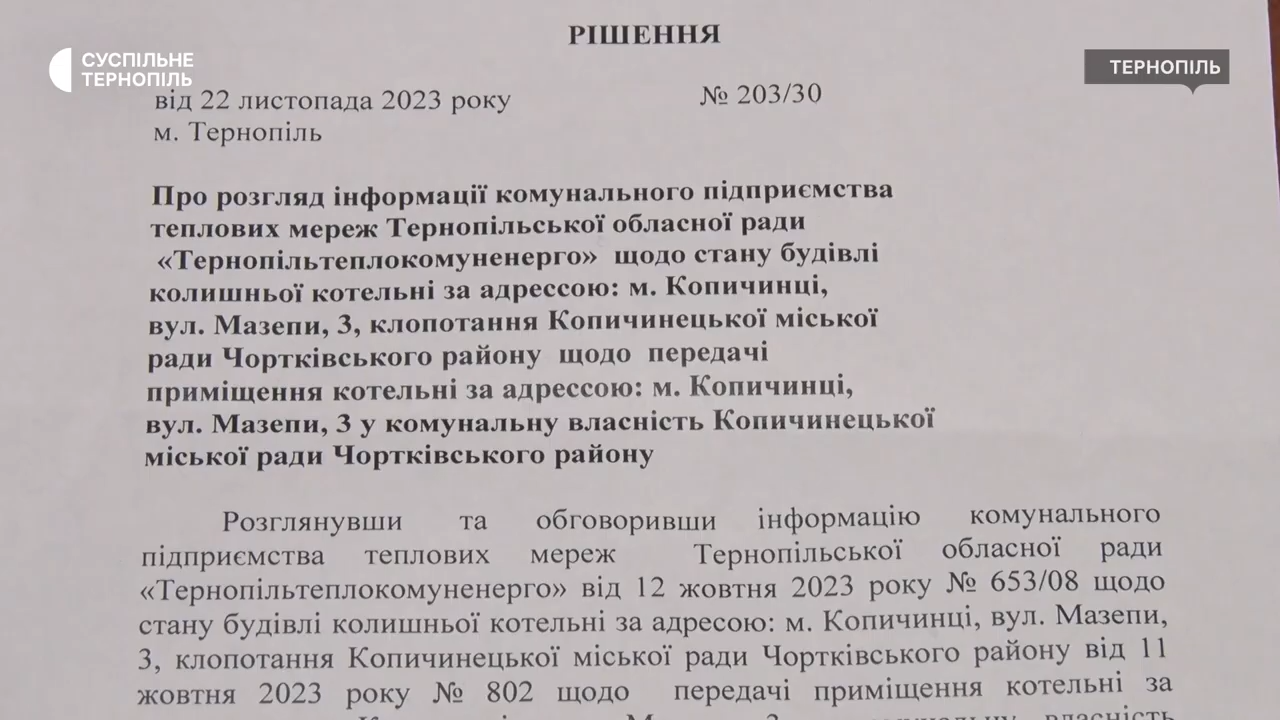 РІШЕННЯ
СУСПІЛЬНЕ
ТЕРНОПІЛЬ
ТЕРНОПІЛЬ
від 22 листопада 2023 року № 203/30
м. Тернопіль
Про розгляд інформації комунального підприємства
теплових мереж Тернопільської обласної ради
«Тернопільтеплокомуненерго» щодо стану будівлі
колишньої котельні за адрессою: м. Копичинці,
вул. Мазепи, 3, клопотання Копичинецької міської
ради Чортківського району щодо передачі
приміщення котельні за адрессою: м. Копичинці,
вул. Мазепи, 3 у комунальну власність Копичинецької
міської ради Чортківського району
Розглянувши та обговоривши інформацію комунального
підприємства теплових мереж Тернопільської обласної ради
«Тернопільтеплокомуненерго» від 12 жовтня 2023 року № 653/08 щодо
стану будівлі колишньої котельні за адресою: м. Копичинці, вул. Мазепи,
3, клопотання Копичинецької міської ради Чортківського району від 11
жовтня 2023 року № 802 щодо передачі приміщення котельні за